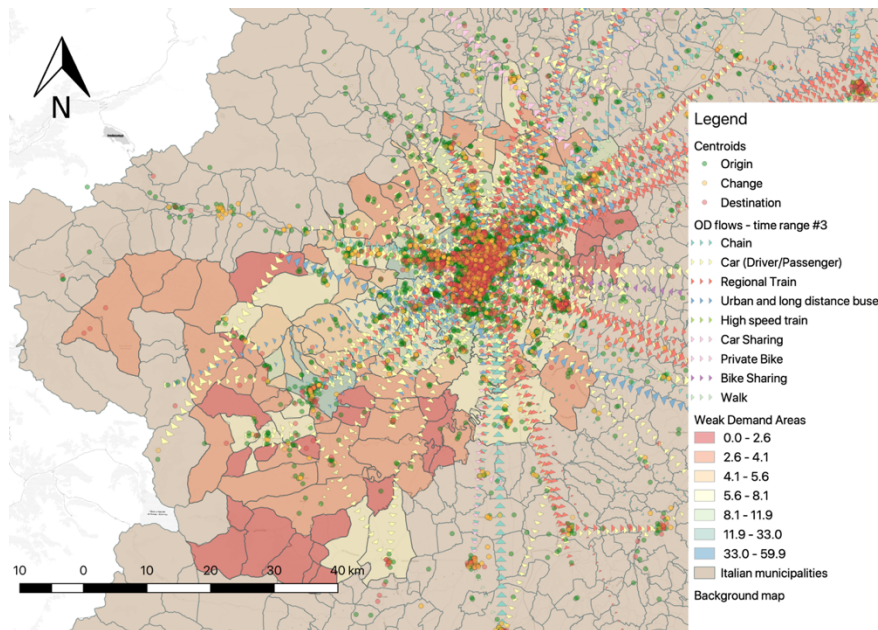 N
Legend
Centroids
Origin
Change
Destination
OD flows - time range #3
Chain
Car (Driver/Passenger)
Regional Train
Urban and long distance buse
High speed train
Car Sharing
Private Bike
Bike Sharing
Walk
Weak Demand Areas
0.0 - 2.6
2.6 - 4.1
4.1 - 5.6
5.6 - 8.1
8.1 - 11.9
11.9 - 33.0
33.0 - 59.9
Italian municipalities
Background map
10 0 10 20 30 40 km